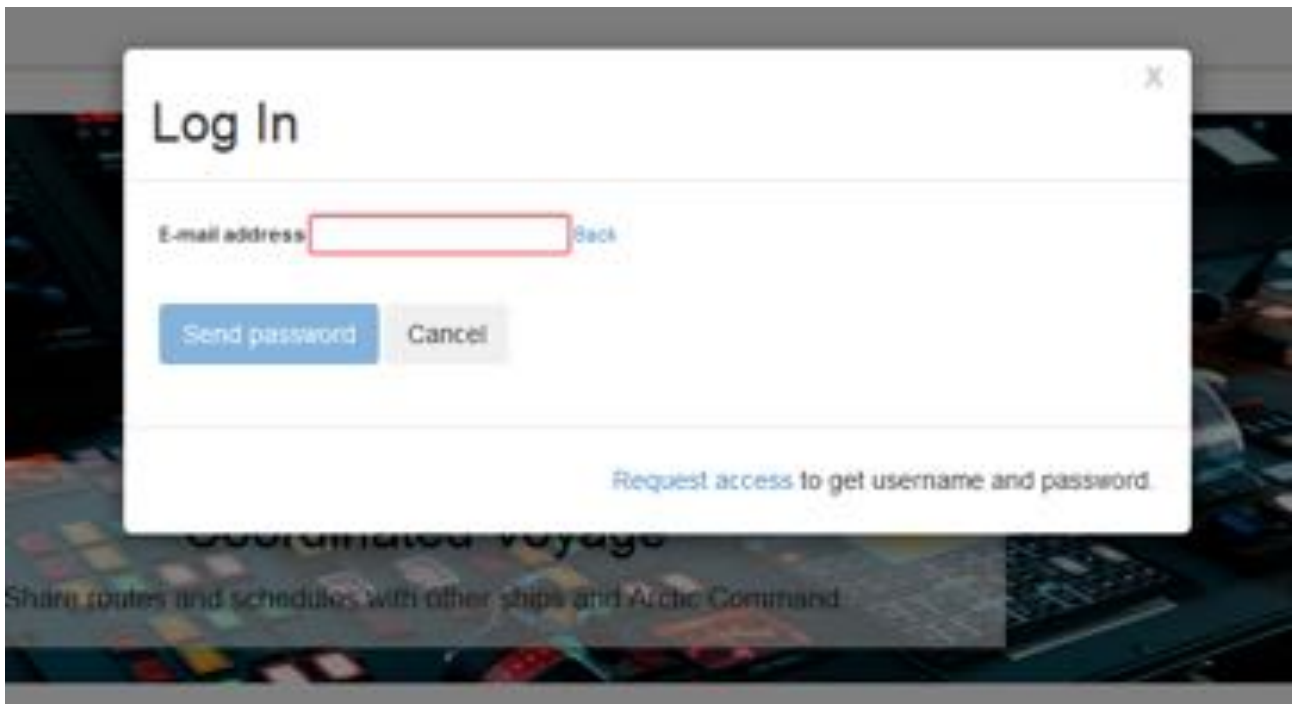 X
Log In
E-mail address Back
Send password Cancel
Request access to get username and password.
Coordinated Voyage
Share routes and schedules with other ships and Arctic Command.